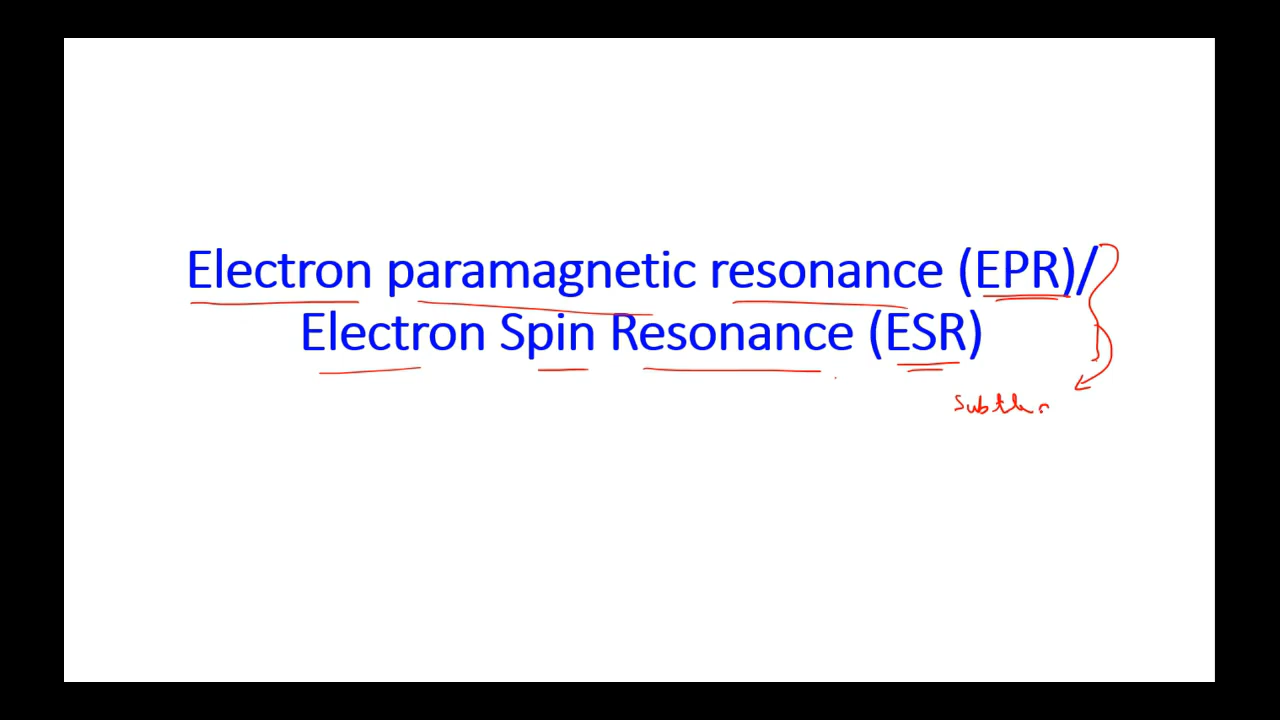 Electron paramagnetic resonance (EPR)/
Electron Spin Resonance (ESR)